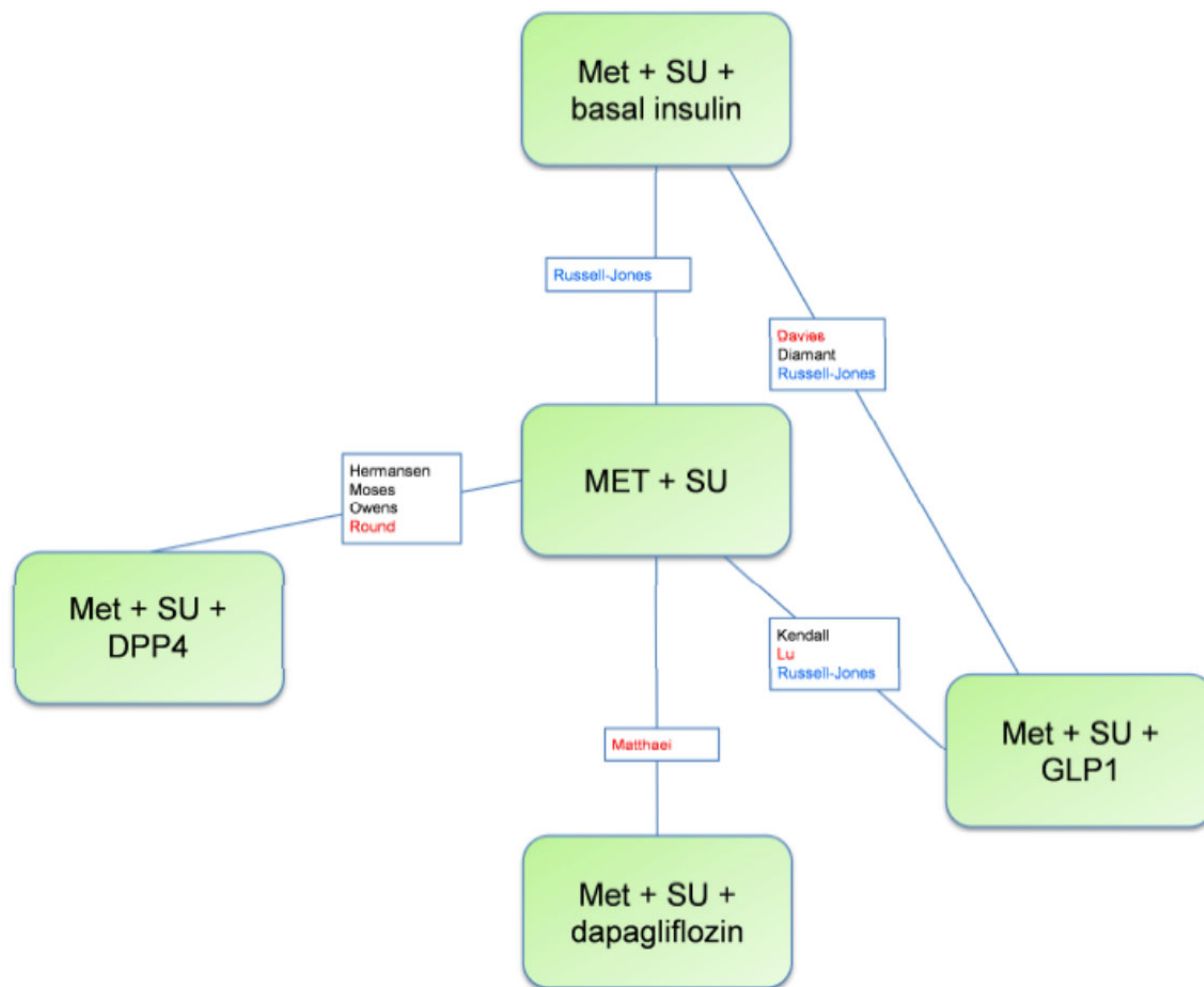 Met + SU +
basal insulin
Russell-Jones
Davies
Diamant
Russell-Jones
MET + SU
Hermansen
Moses
Owens
Round
Met + SU +
DPP4
Kendall
Lu
Russell-Jones
Met + SU +
GLP1
Matthaei
Met + SU +
dapagliflozin